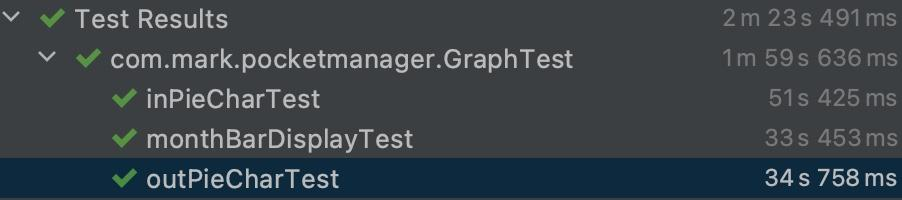 Test Results 2 m 23 s 491 ms
com.mark.pocketmanager.GraphTest 1 m 59 s 636 ms
inPieCharTest 51 s 425 ms
monthBarDisplayTest 33 s 453 ms
outPieCharTest 34 s 758 ms